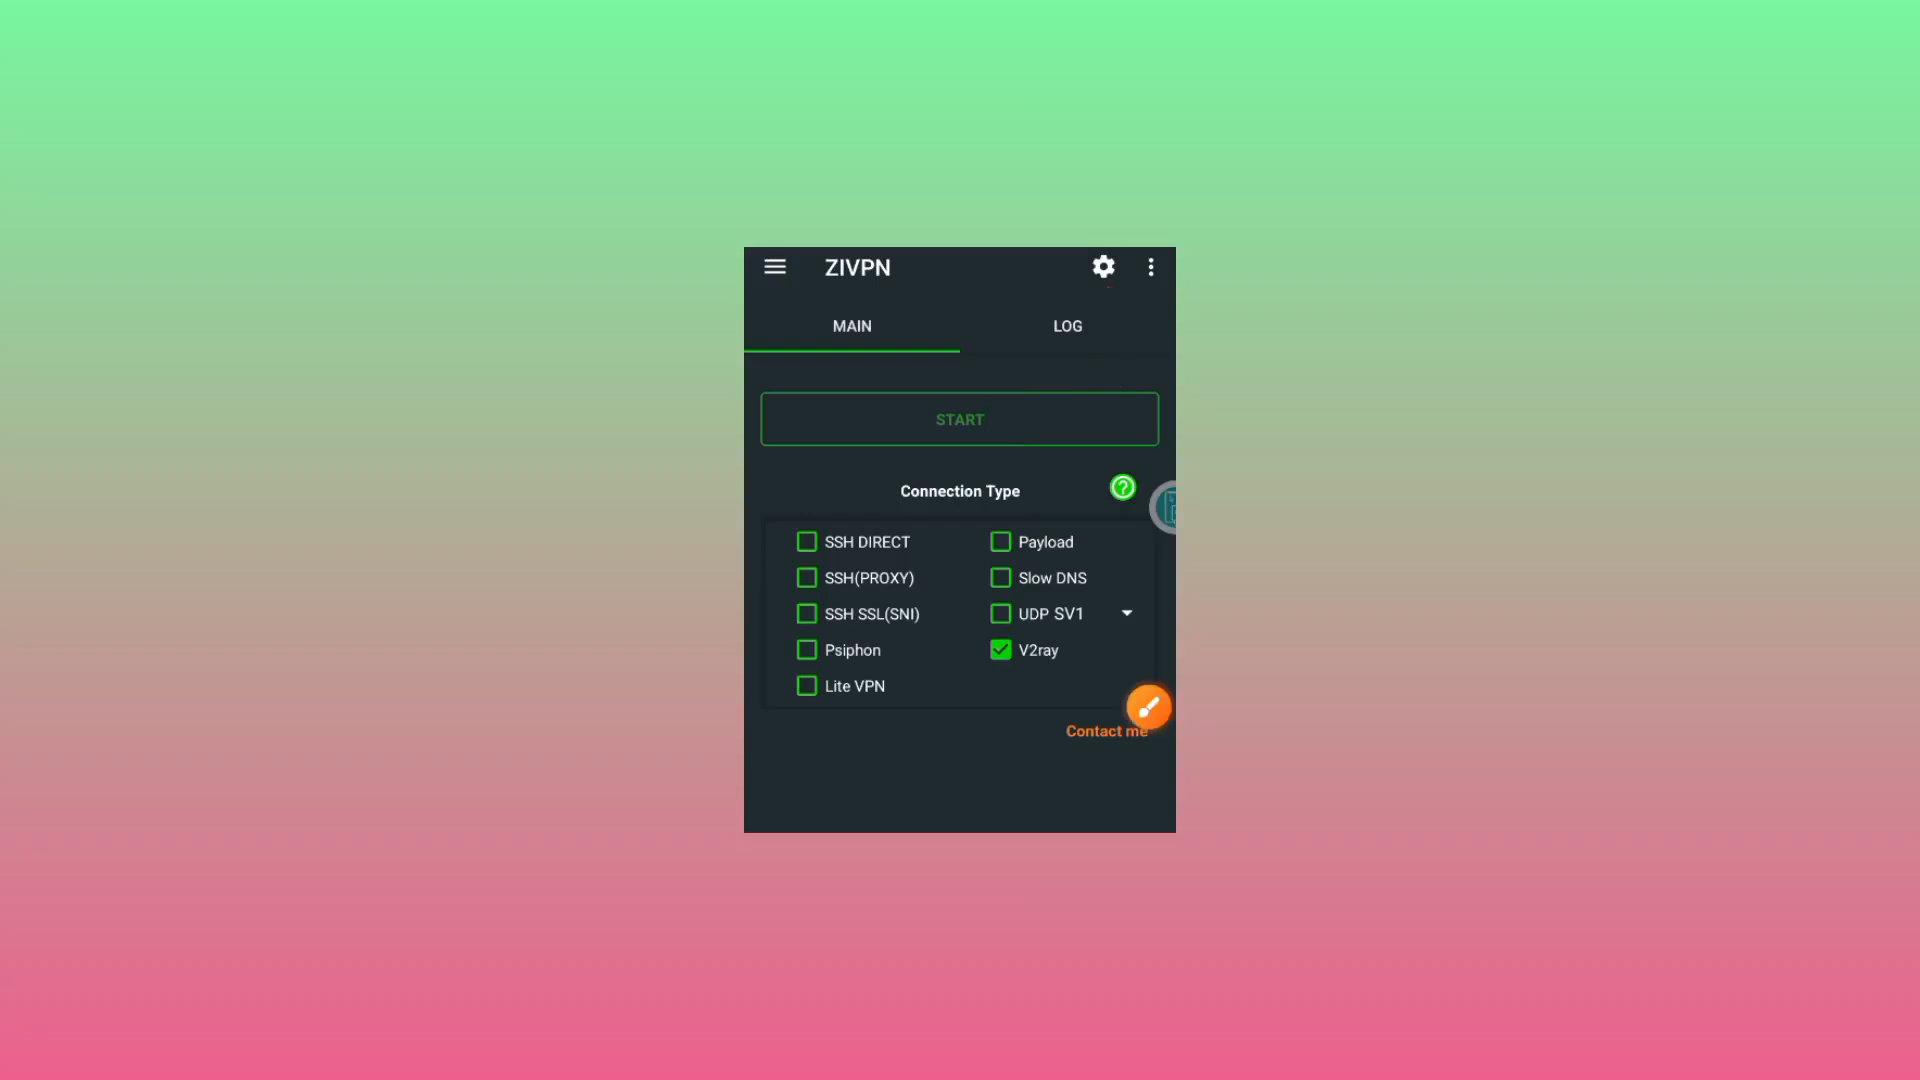 ZIVPN
MAIN LOG
START
Connection Type
SSH DIRECT Payload
SSH(PROXY) Slow DNS
SSH SSL(SNI) UDP SV1
Psiphon V2ray
Lite VPN
Contact me